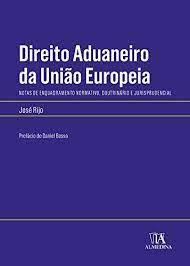 Direito Aduaneiro
da União Europeia
NOTAS DE ENQUADRAMENTO NORMATIVO, DOUTRINÁRIO E JURISPRUDENCIAL
José Rijo
Prefácio de Daniel Bessa
ALMEDINA